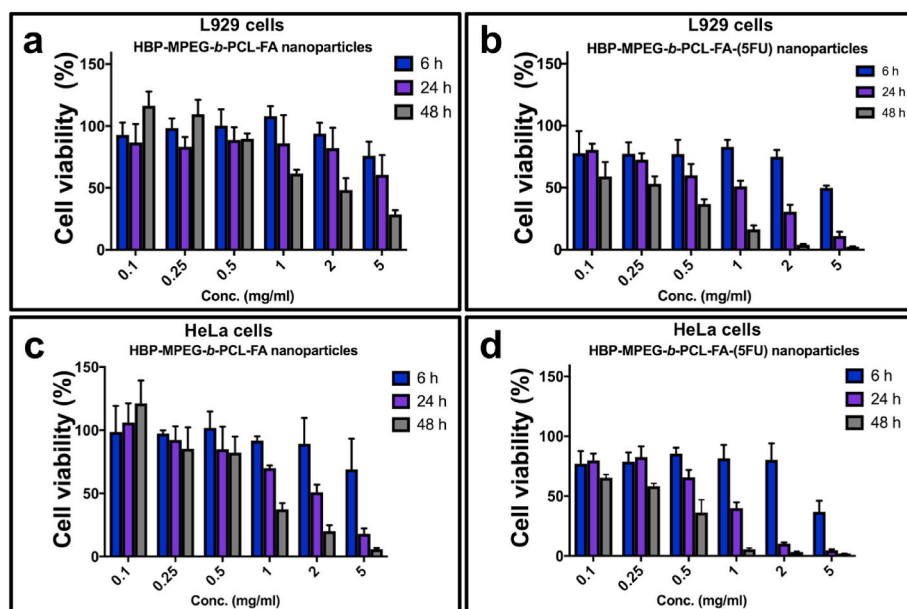 a
L929 cells
HBP-MPEG-b-PCL-FA nanoparticles
Cell viability (%)
150
100
50
0
0.1
0.25
0.5
1
2
5
Conc. (mg/ml)
6 h
24 h
48 h
b
L929 cells
HBP-MPEG-b-PCL-FA-(5FU) nanoparticles
Cell viability (%)
150
100
50
0
0.1
0.25
0.5
1
2
5
Conc. (mg/ml)
6 h
24 h
48 h
c
HeLa cells
HBP-MPEG-b-PCL-FA nanoparticles
Cell viability (%)
150
100
50
0
0.1
0.25
0.5
1
2
5
Conc. (mg/ml)
6 h
24 h
48 h
d
HeLa cells
HBP-MPEG-b-PCL-FA-(5FU) nanoparticles
Cell viability (%)
150
100
50
0
0.1
0.25
0.5
1
2
5
Conc. (mg/ml)
6 h
24 h
48 h